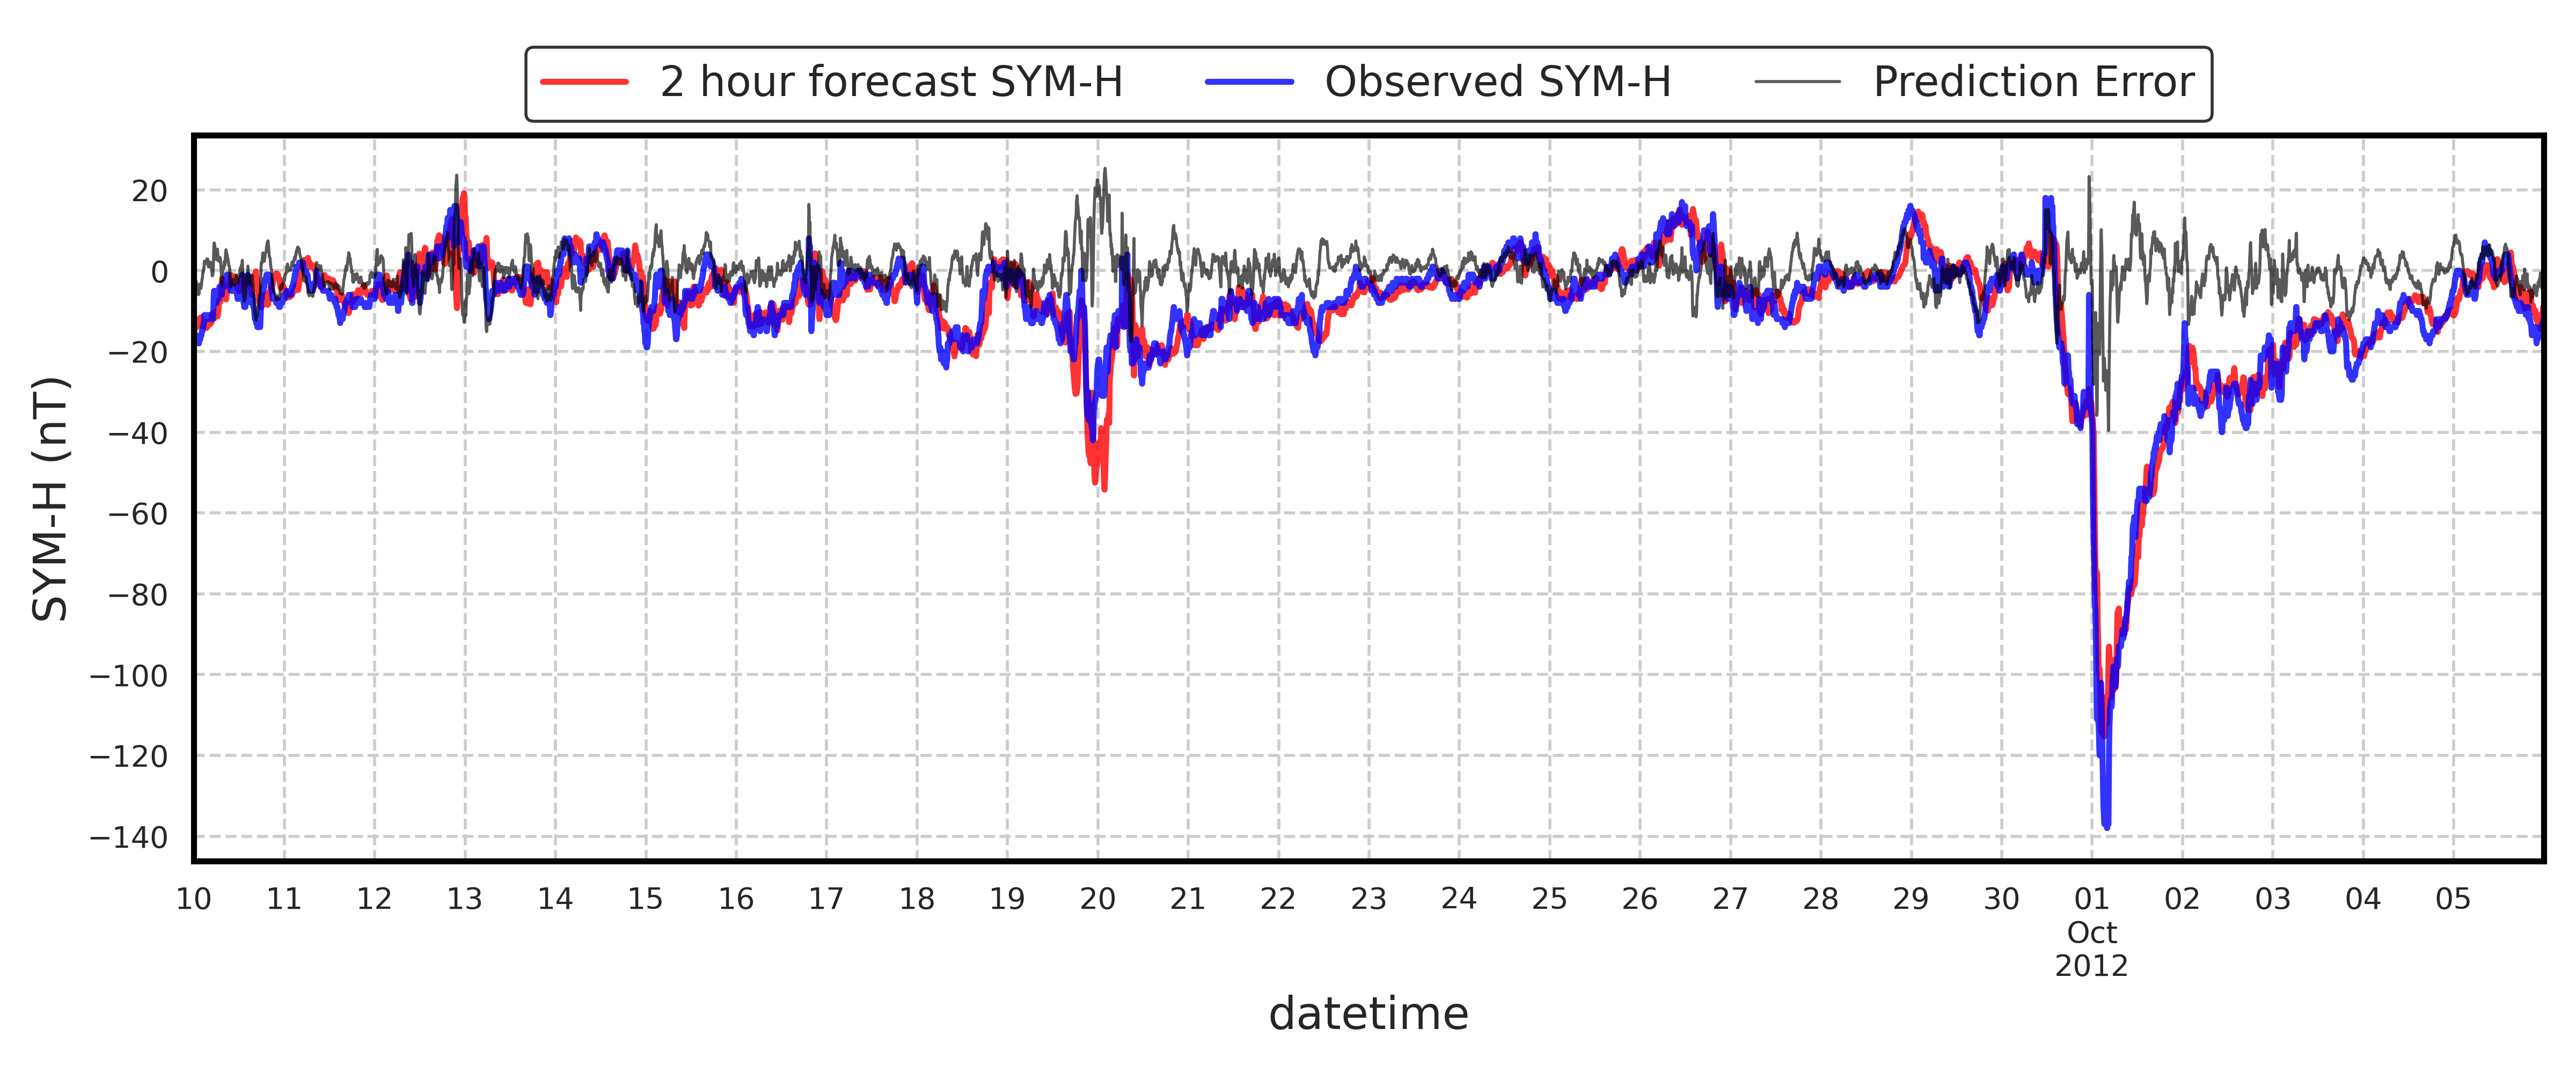 2 hour forecast SYM-H Observed SYM-H Prediction Error
SYM-H (nT)
20
0
−20
−40
−60
−80
−100
−120
−140
10 11 12 13 14 15 16 17 18 19 20 21 22 23 24 25 26 27 28 29 30 01 02 03 04 05
Oct
2012
datetime